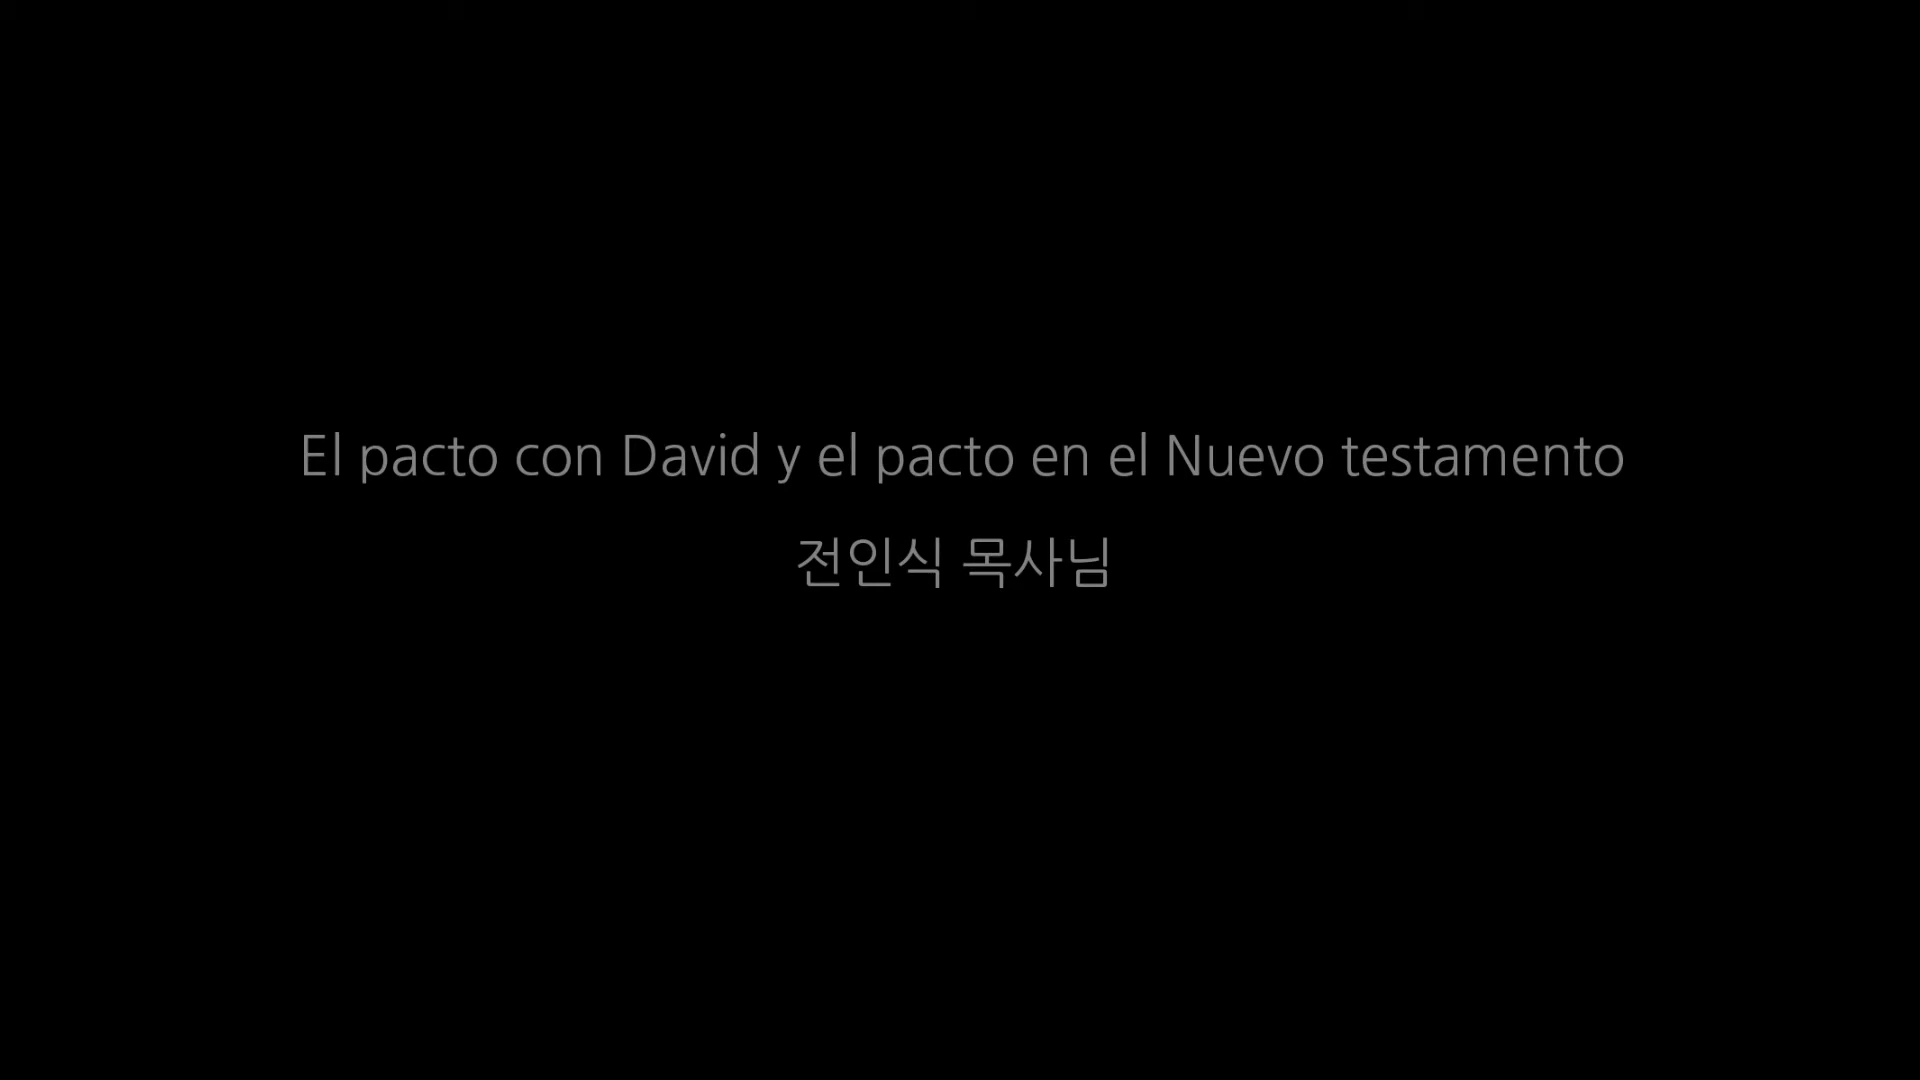 El pacto con David y el pacto en el Nuevo testamento
전인식 목사님